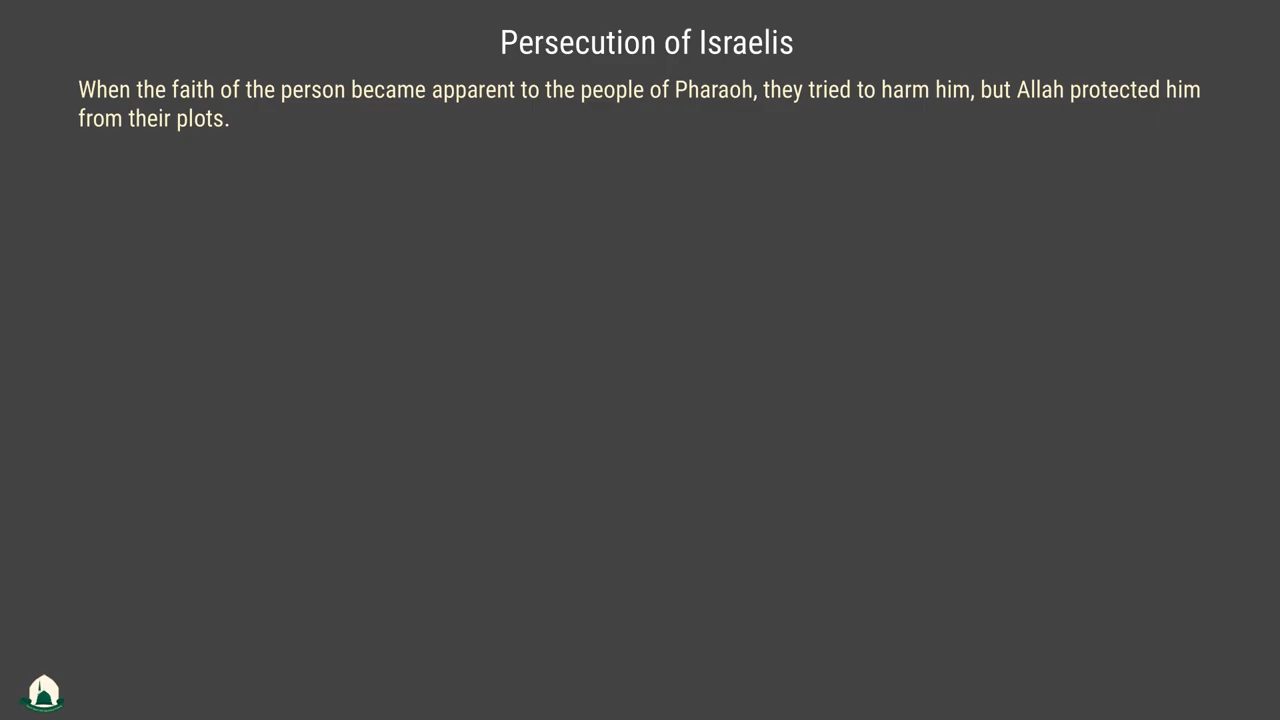 Persecution of Israelis
When the faith of the person became apparent to the people of Pharaoh, they tried to harm him, but Allah protected him
from their plots.